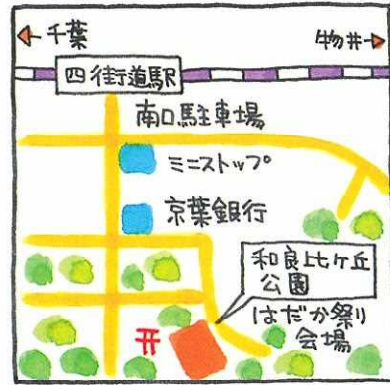 千葉
物井
四街道駅
南口駐車場
ミニストップ
京葉銀行
和良比ヶ丘
公園
はだか祭り
会場